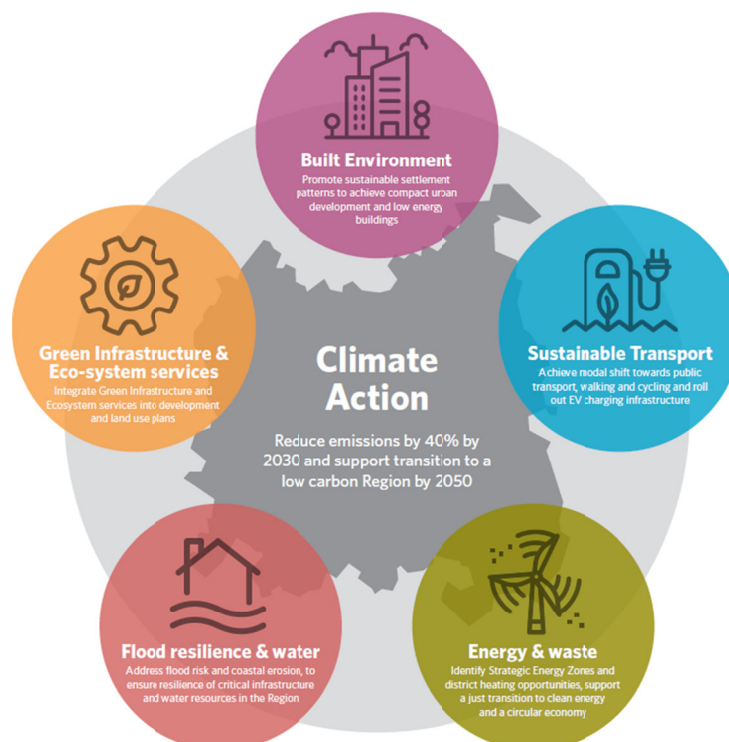 Built Environment
Promote sustainable settlement
patterns to achieve compact urban
development and low energy
buildings
Green Infrastructure &
Eco-system services
Integrate Green Infrastructure and
Ecosystem services into development
and land use plans
Sustainable Transport
Achieve modal shift towards public
transport, walking and cycling and roll
out EV charging infrastructure
Climate
Action
Reduce emissions by 40% by
2030 and support transition to a
low carbon Region by 2050
Flood resilience & water
Address flood risk and coastal erosion, to
ensure resilience of critical infrastructure
and water resources in the Region
Energy & waste
Identify Strategic Energy Zones and
district heating opportunities, support
a just transition to clean energy
and a circular economy